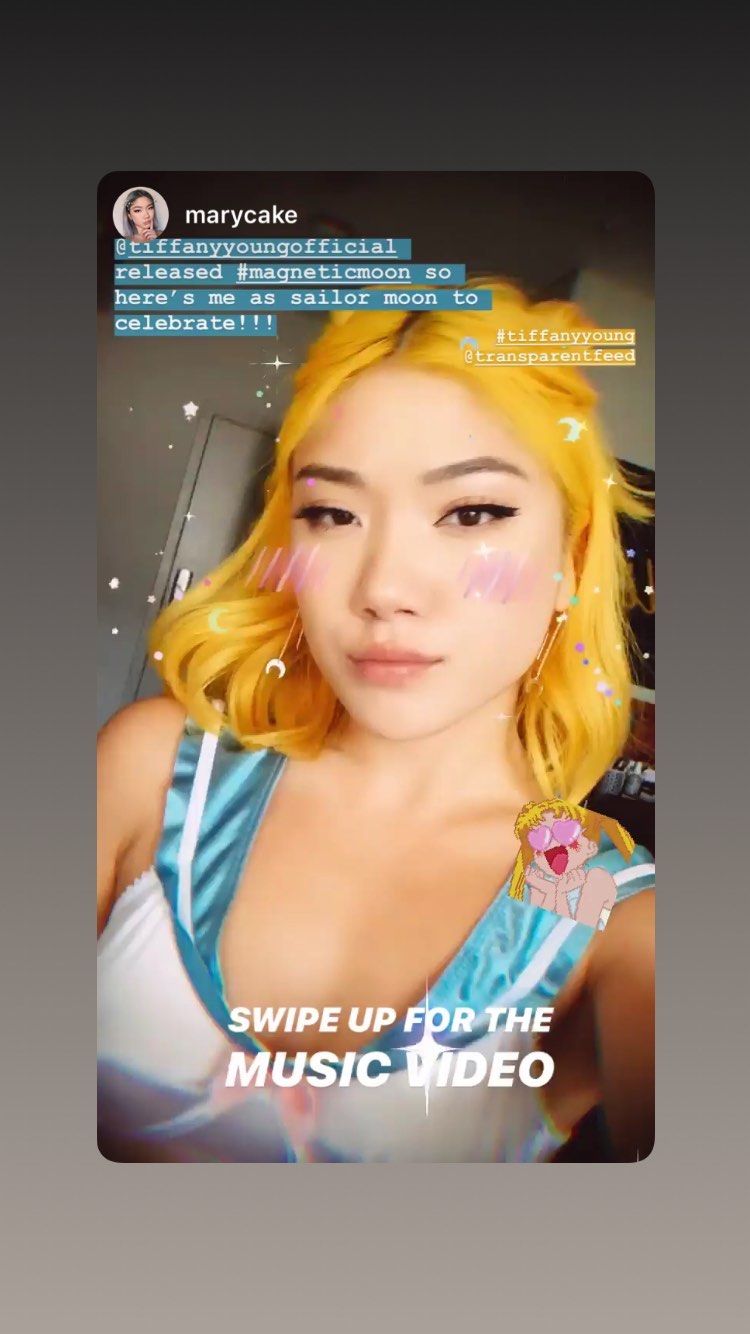 marycake
@tiffanyyoungofficial
released #magneticmoon so
here’s me as sailor moon to
celebrate!!!
#tiffanyyoung
@transparentfeed
SWIPE UP FOR THE
MUSIC VIDEO